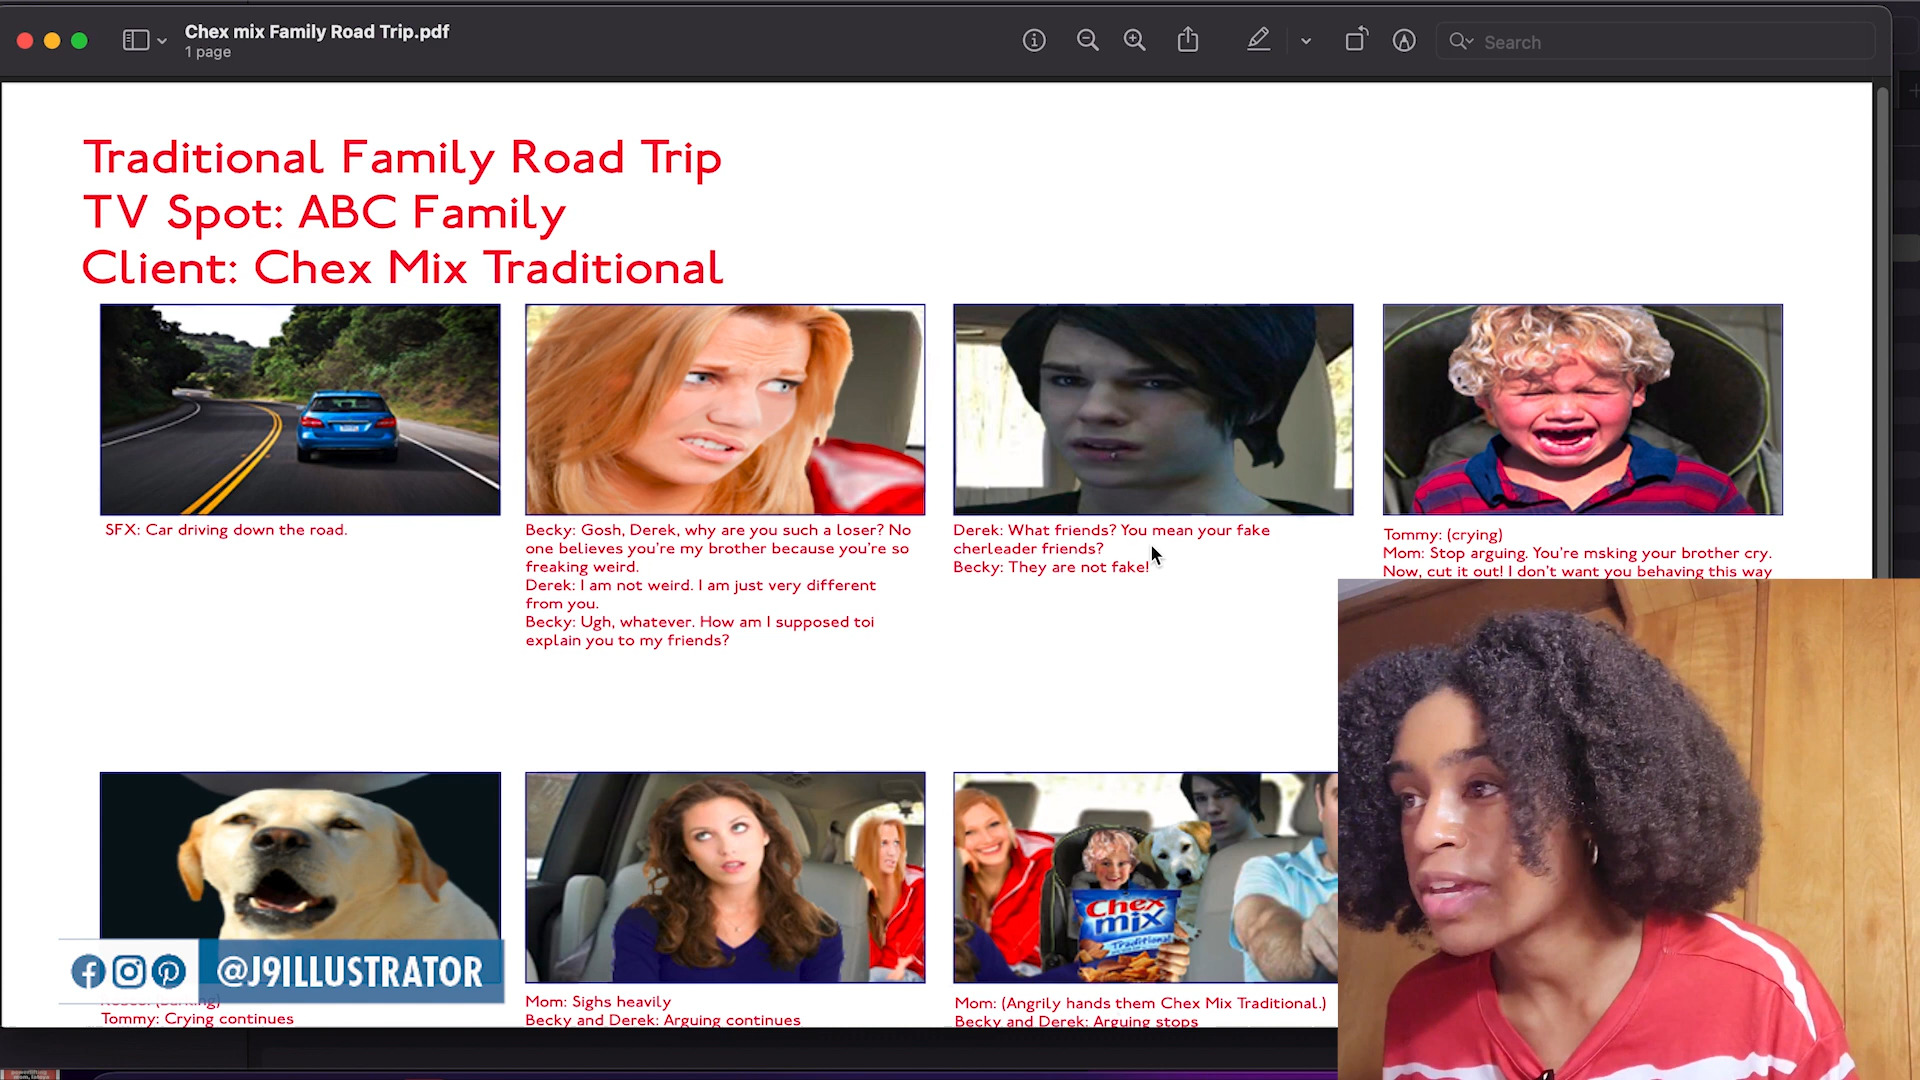 Chex mix Family Road Trip.pdf
1 page
Search
Traditional Family Road Trip
TV Spot: ABC Family
Client: Chex Mix Traditional
SFX: Car driving down the road.
Becky: Gosh, Derek, why are you such a loser? No
one believes you're my brother because you're so
freaking weird.
Derek: I am not weird. I am just very different
from you.
Becky: Ugh, whatever. How am I supposed toi
explain you to my friends?
Derek: What friends? You mean your fake
cherleader friends?
Becky: They are not fake!
Tommy: (crying)
Mom: Stop arguing. You're msking your brother cry.
Now, cut it out! I don't want you behaving this way
Chex
mix
Traditional
@J9ILLUSTRATOR
Tommy: Crying continues
Mom: Sighs heavily
Becky and Derek: Arguing continues
Mom: (Angrily hands them Chex Mix Traditional.)
Becky and Derek: Arguing stops